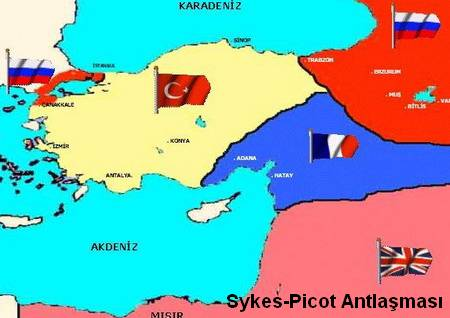 KARADENİZ
SİNOP
TRABZON
İSTANBUL
ERZURUM
ÇANAKKALE
MUŞ
BİTLİS
VAN
İZMİR
KONYA
ADANA
ANTALYA
HATAY
AKDENİZ
Sykes-Picot Antlaşması
MISIR